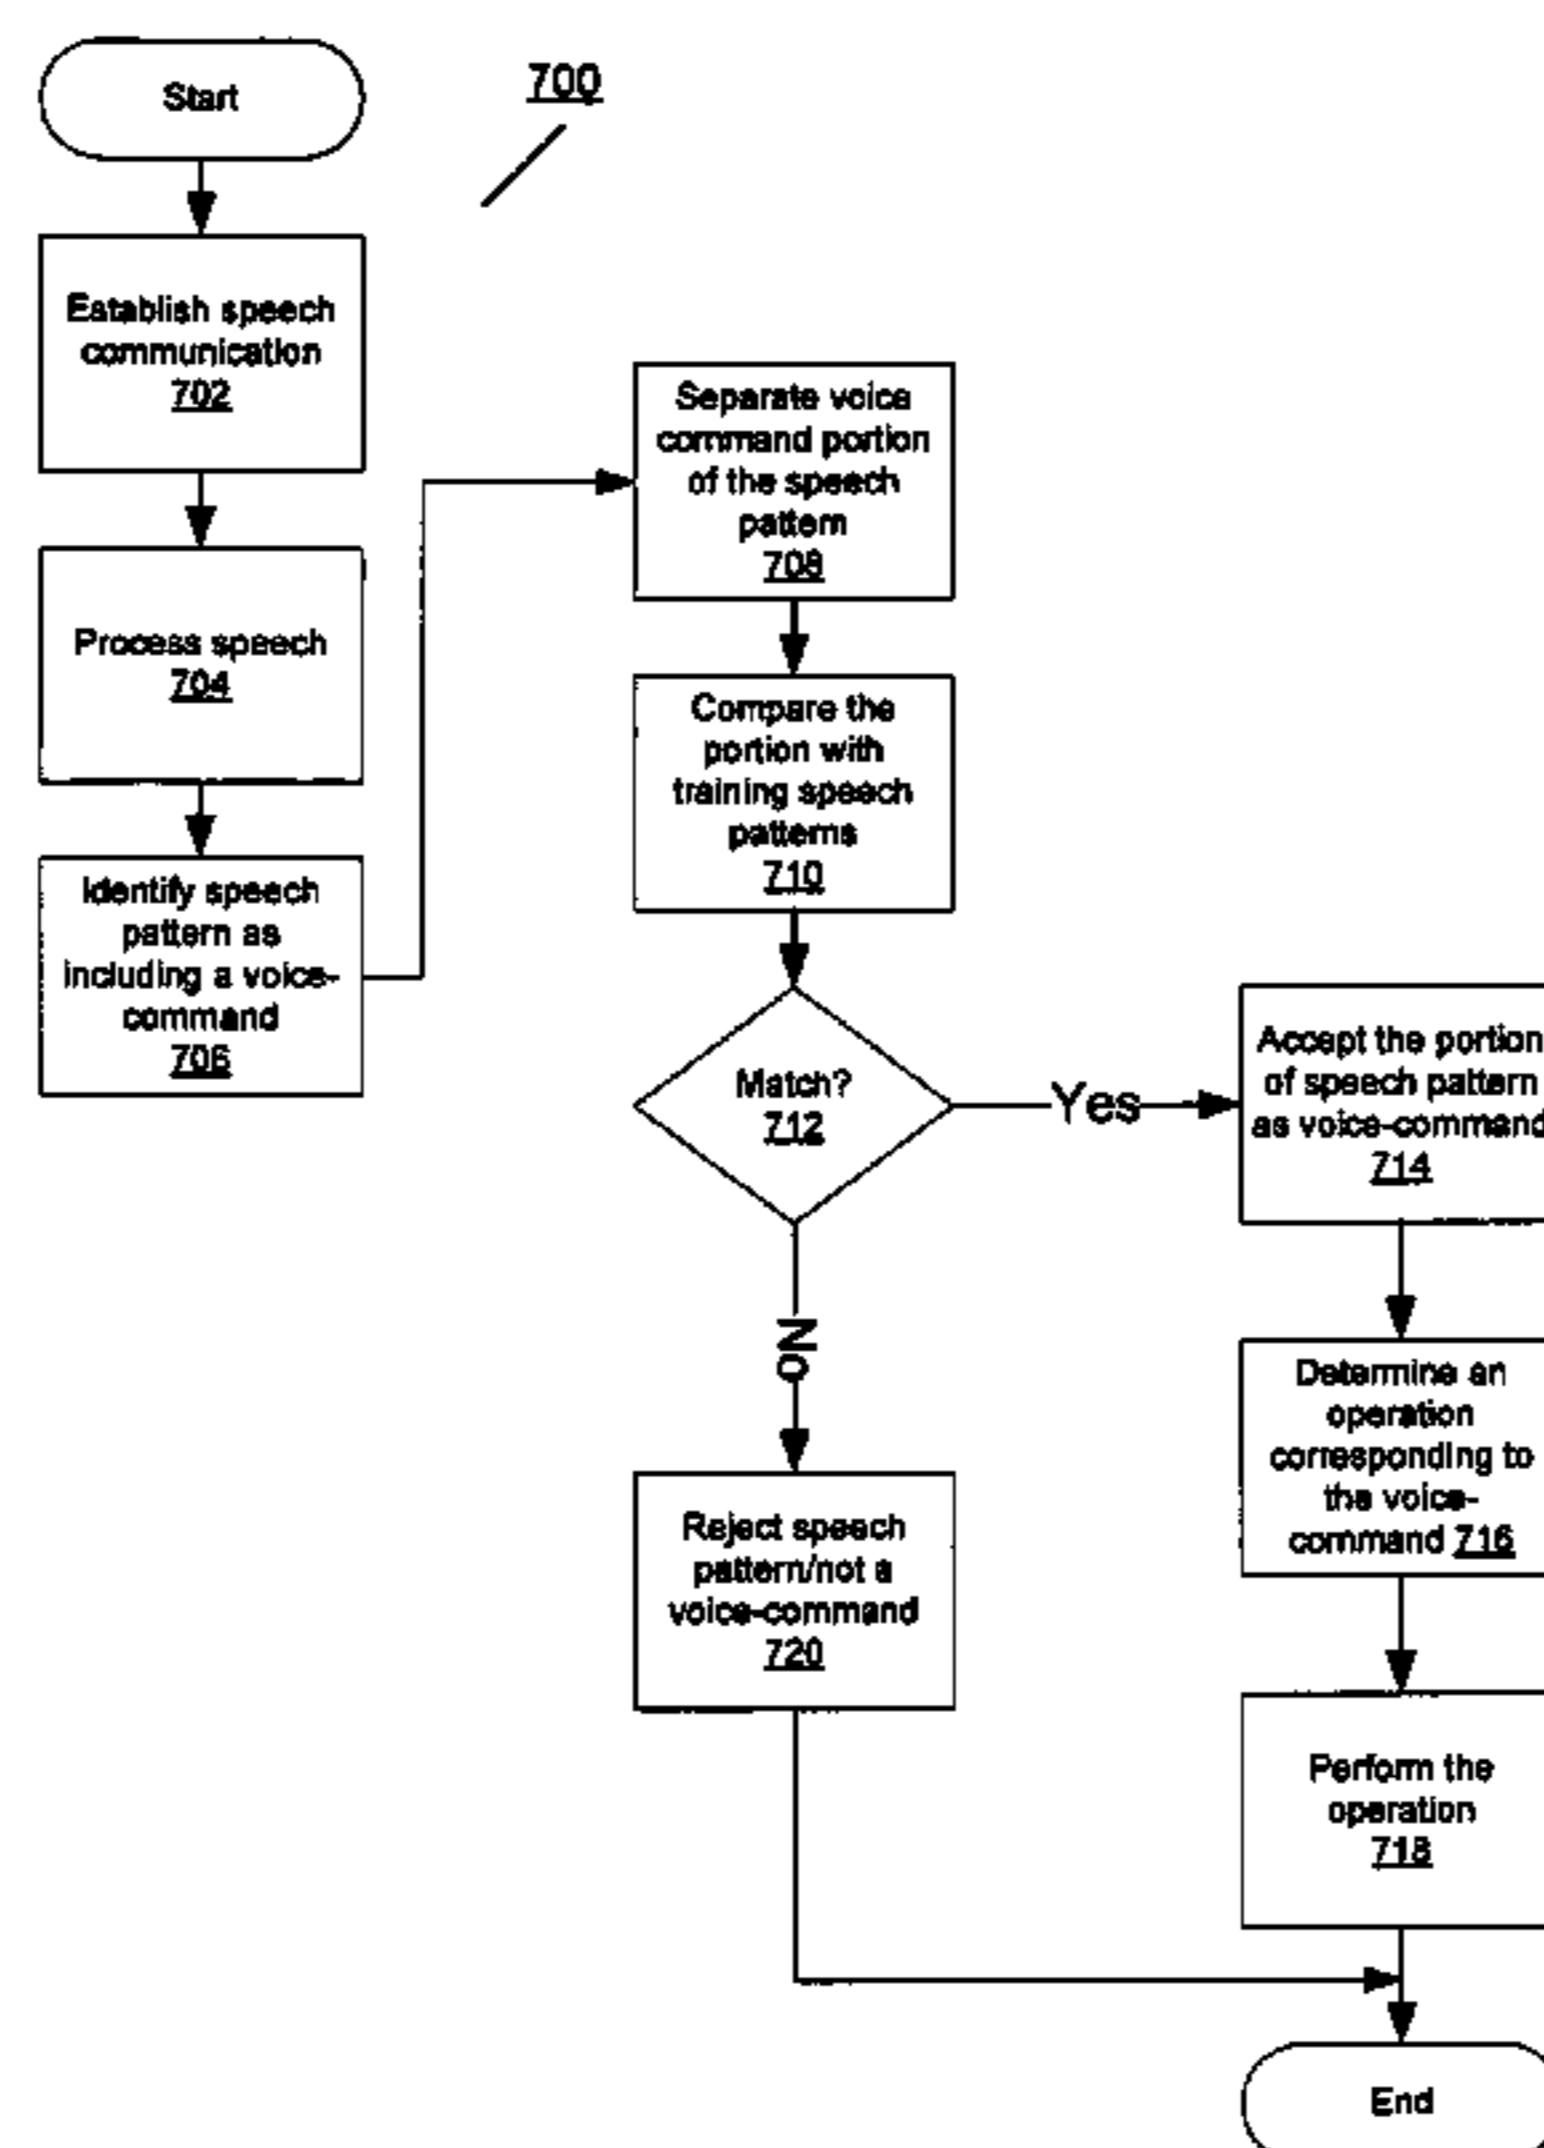 Start
700
Establish speech
communication
702
Process speech
704
Identify speech
pattern as
including a voice-
command
706
Separate voice
command portion
of the speech
pattern
708
Compare the
portion with
training speech
patterns
710
Match?
712
Yes
No
Accept the portion
of speech pattern
as voice-command
714
Determine an
operation
corresponding to
the voice-
command 716
Perform the
operation
718
Reject speech
pattern/not a
voice-command
720
End